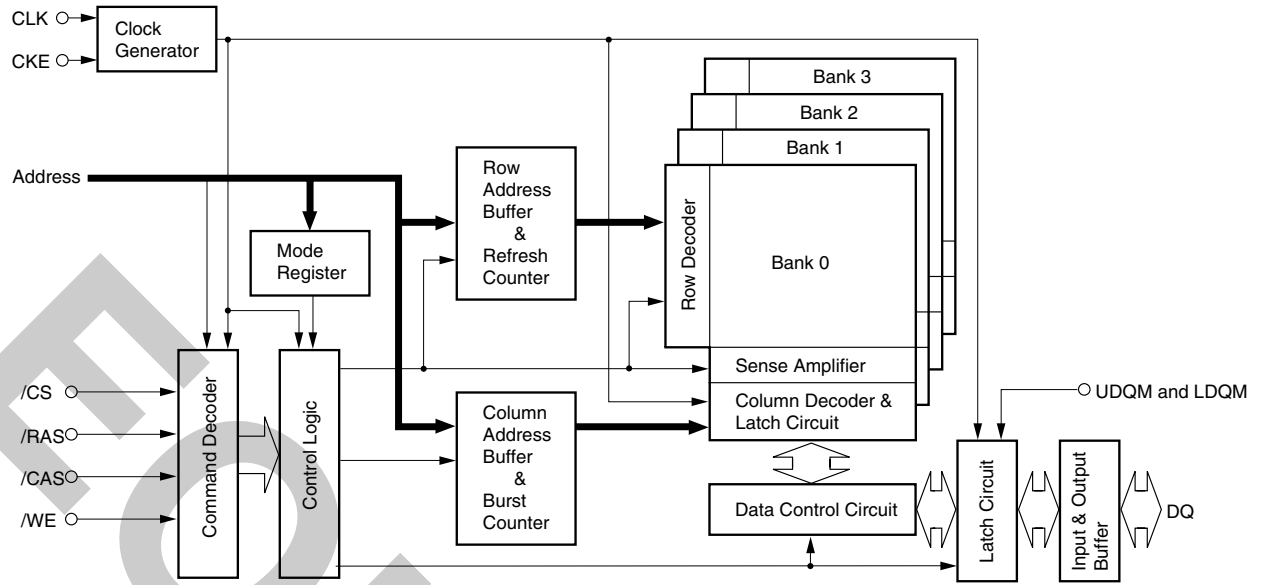 CLK
CKE
Clock
Generator
Bank 3
Bank 2
Bank 1
Bank 0
Address
Row
Address
Buffer
&
Refresh
Counter
Row Decoder
Mode
Register
Sense Amplifier
Column Decoder &
Latch Circuit
/CS
/RAS
/CAS
/WE
Command Decoder
Control Logic
Column
Address
Buffer
&
Burst
Counter
UDQM and LDQM
Data Control Circuit
Latch Circuit
Input & Output
Buffer
DQ